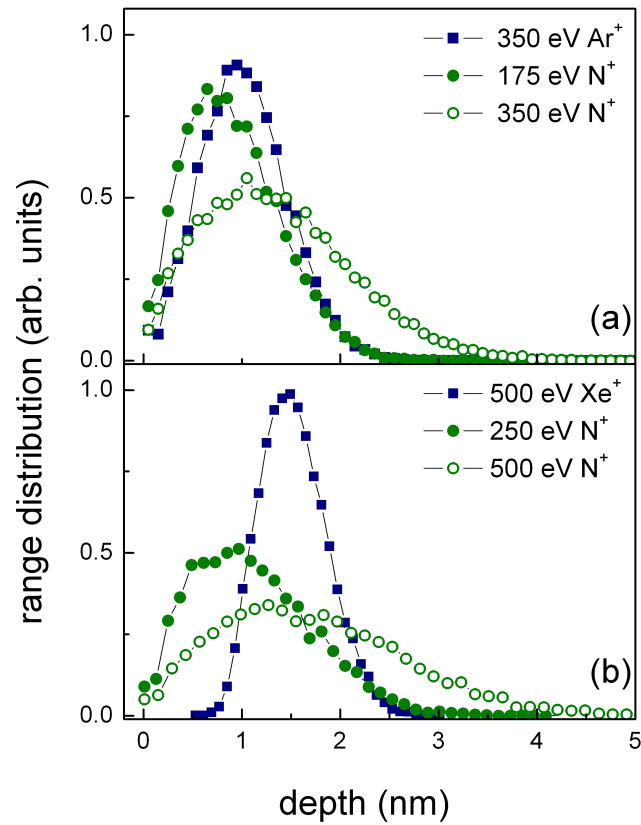 1.0
0.5
0.0
350 eV Ar⁺
175 eV N⁺
350 eV N⁺
(a)
1.0
0.5
0.0
500 eV Xe⁺
250 eV N⁺
500 eV N⁺
(b)
0 1 2 3 4 5
depth (nm)
range distribution (arb. units)